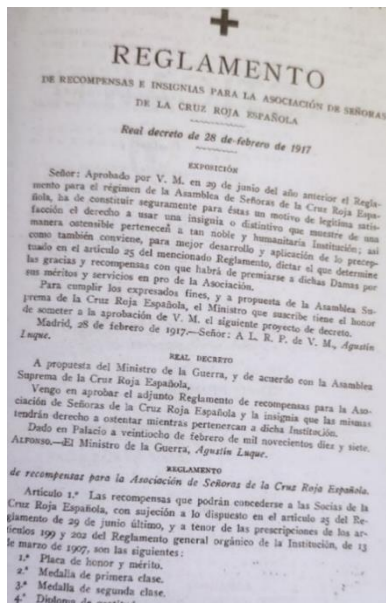 REGLAMENTO
DE RECOMPENSAS E INSIGNIAS PARA LA ASOCIACIÓN DE SEÑORAS
DE LA CRUZ ROJA ESPAÑOLA
Real decreto de 28 de febrero de 1917
EXPOSICIÓN
Señor: Aprobado por V. M. en 29 de junio del año anterior el Regla-
mento para el régimen de la Asamblea de Señoras de la Cruz Roja Espa-
ñola, ha de constituir seguramente para éstas un motivo de legítima satis-
facción el derecho a usar una insignia o distintivo que muestre de una
manera ostensible pertenecen a tan noble y humanitaria Institución; así
como también conviene, para mejor desarrollo y aplicación de lo precep-
tuado en el artículo 25 del mencionado Reglamento, dictar el que determine
las gracias y recompensas con que habrá de premiarse a dichas Damas por
sus méritos y servicios en pro de la Asociación.
Para cumplir los expresados fines, y a propuesta de la Asamblea Su-
prema de la Cruz Roja Española, el Ministro que suscribe tiene el honor
de someter a la aprobación de V. M. el siguiente proyecto de decreto.
Madrid, 28 de febrero de 1917.—Señor: A L. R. P. de V. M., Agustín
Luque.
REAL DECRETO
A propuesta del Ministro de la Guerra, y de acuerdo con la Asamblea
Suprema de la Cruz Roja Española,
Vengo en aprobar el adjunto Reglamento de recompensas para la Aso-
ciación de Señoras de la Cruz Roja Española y la insignia que las mismas
tendrán derecho a ostentar mientras pertenezcan a dicha Institución.
Dado en Palacio a veintiocho de febrero de mil novecientos diez y siete.
ALFONSO.—El Ministro de la Guerra, Agustín Luque.
REGLAMENTO
de recompensas para la Asociación de Señoras de la Cruz Roja Española.
Artículo 1.º Las recompensas que podrán concederse a las Socias de la
Cruz Roja Española, con sujeción a lo dispuesto en el artículo 25 del Re-
glamento de 29 de junio último, y a tenor de las prescripciones de los ar-
tículos 199 y 202 del Reglamento general orgánico de la Institución, de 13
de marzo de 1907, son las siguientes:
1.ª Placa de honor y mérito.
2.ª Medalla de primera clase.
3.ª Medalla de segunda clase.
4.ª Diploma de